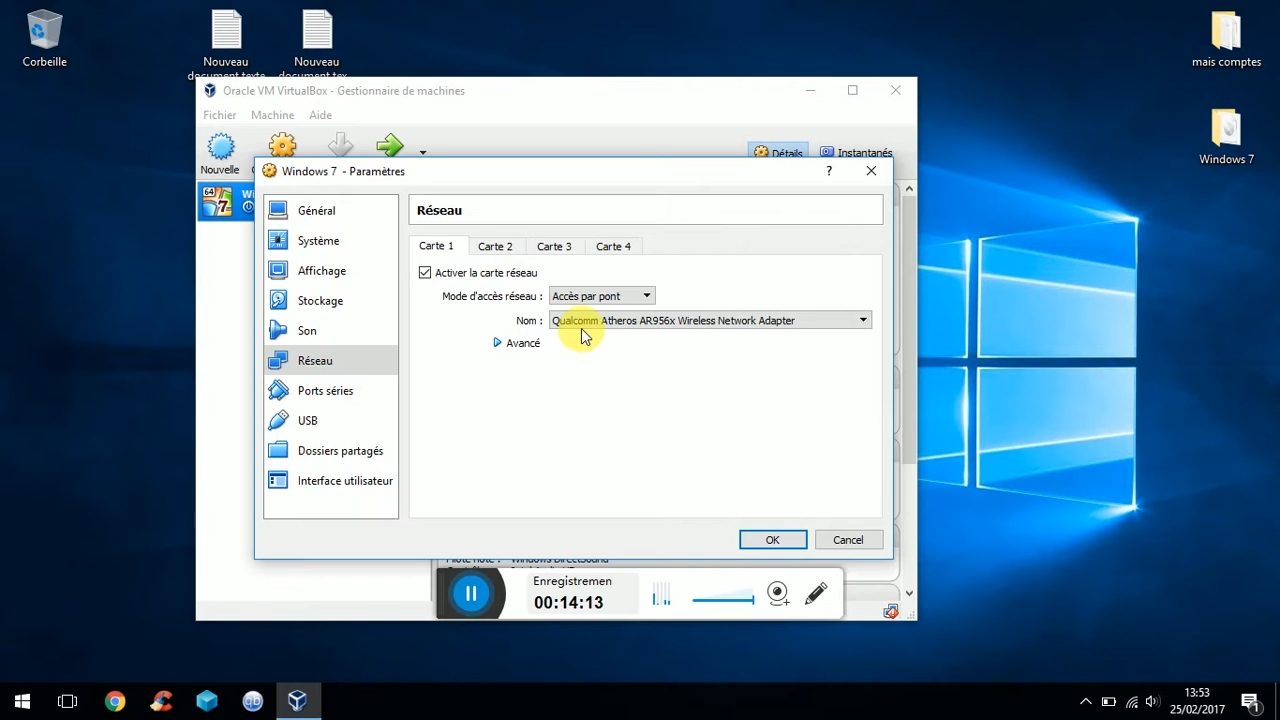 Corbeille
Nouveau
document texte
Nouveau
document tex
mais comptes
Windows 7
Oracle VM VirtualBox - Gestionnaire de machines
Fichier Machine Aide
Nouvelle
Détails
Instantanés
64
7
Windows 7 - Paramètres
?
Général
Système
Affichage
Stockage
Son
Réseau
Ports séries
USB
Dossiers partagés
Interface utilisateur
Réseau
Carte 1 Carte 2 Carte 3 Carte 4
Activer la carte réseau
Mode d'accès réseau : Accès par pont
Nom : Qualcomm Atheros AR956x Wireless Network Adapter
Avancé
OK Cancel
Enregistremen
00:14:13
qb
13:53
25/02/2017
1